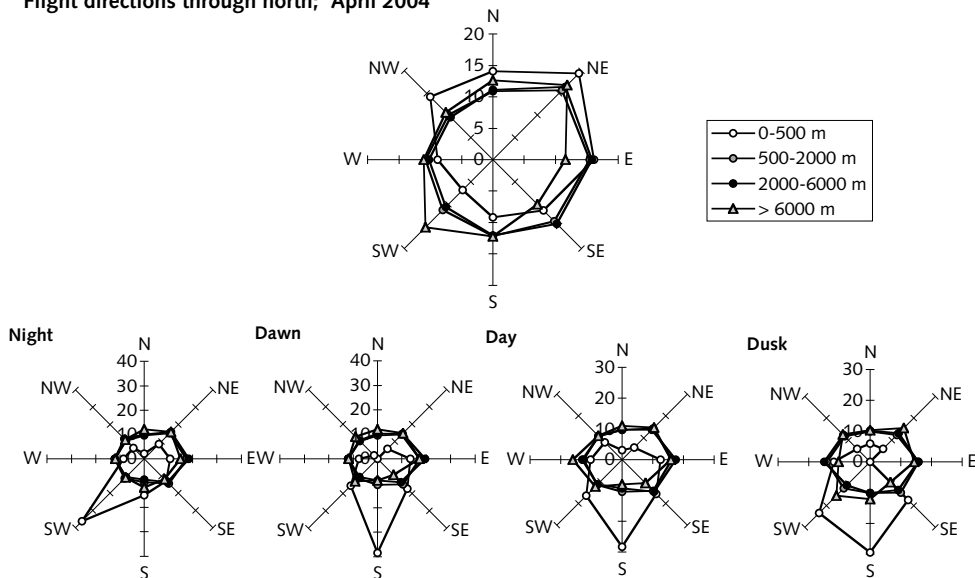 Flight directions through north; April 2004
N
NW
NE
20
15
10
5
0
W
E
SW
SE
S
0-500 m
500-2000 m
2000-6000 m
> 6000 m
Night
N
40
30
20
10
0
NW
NE
W
E
SW
SE
S
Dawn
N
40
30
20
10
0
NW
NE
W
E
SW
SE
S
Day
N
30
20
10
0
NW
NE
W
E
SW
SE
S
Dusk
N
30
20
10
0
NW
NE
W
E
SW
SE
S